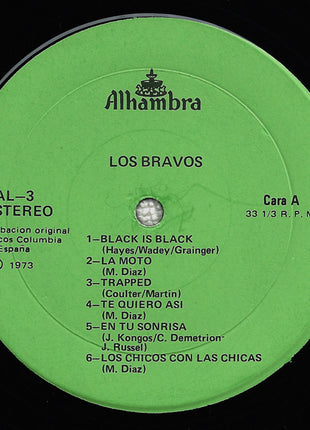 Alhambra
LOS BRAVOS
AL-3
STEREO
Cara A
33 1/3 R. P. M
bacion original
cos Columbia
España
℗ 1973
1-BLACK IS BLACK
(Hayes/Wadey/Grainger)
2-LA MOTO
(M. Diaz)
3-TRAPPED
(Coulter/Martin)
4-TE QUIERO ASI
(M. Diaz)
5-EN TU SONRISA
(J. Kongos/C. Demetrion-
J. Russel)
6-LOS CHICOS CON LAS CHICAS
(M. Diaz)